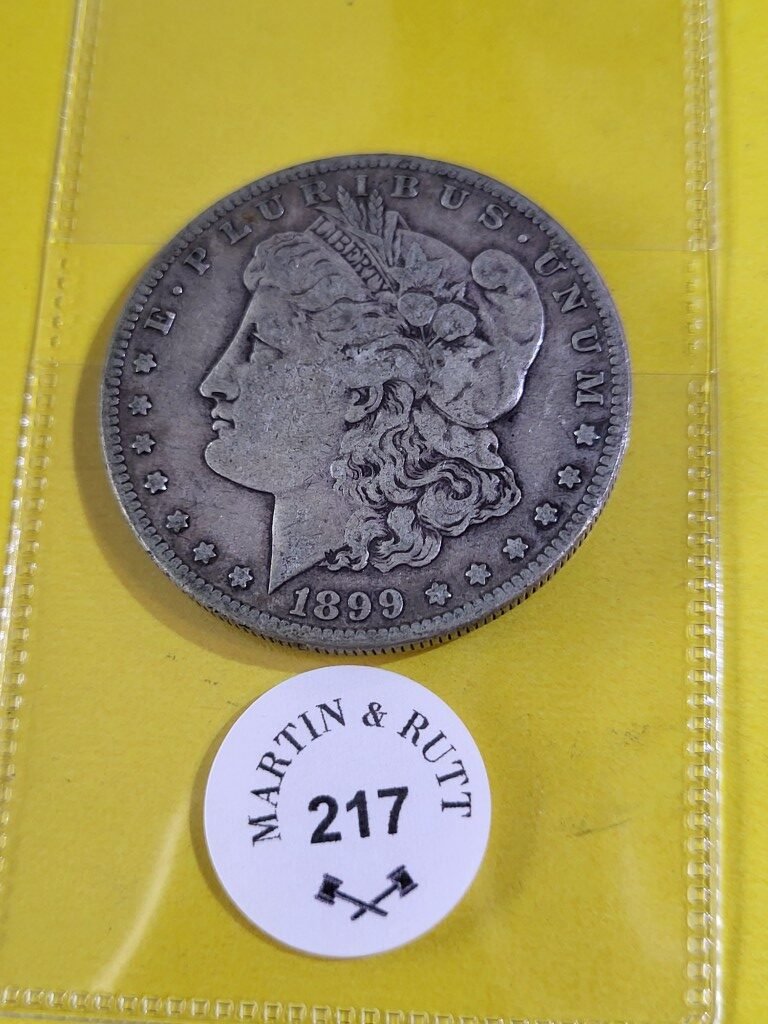 E · PLURIBUS · UNUM
LIBERTY
1899
MARTIN & RUTT
217